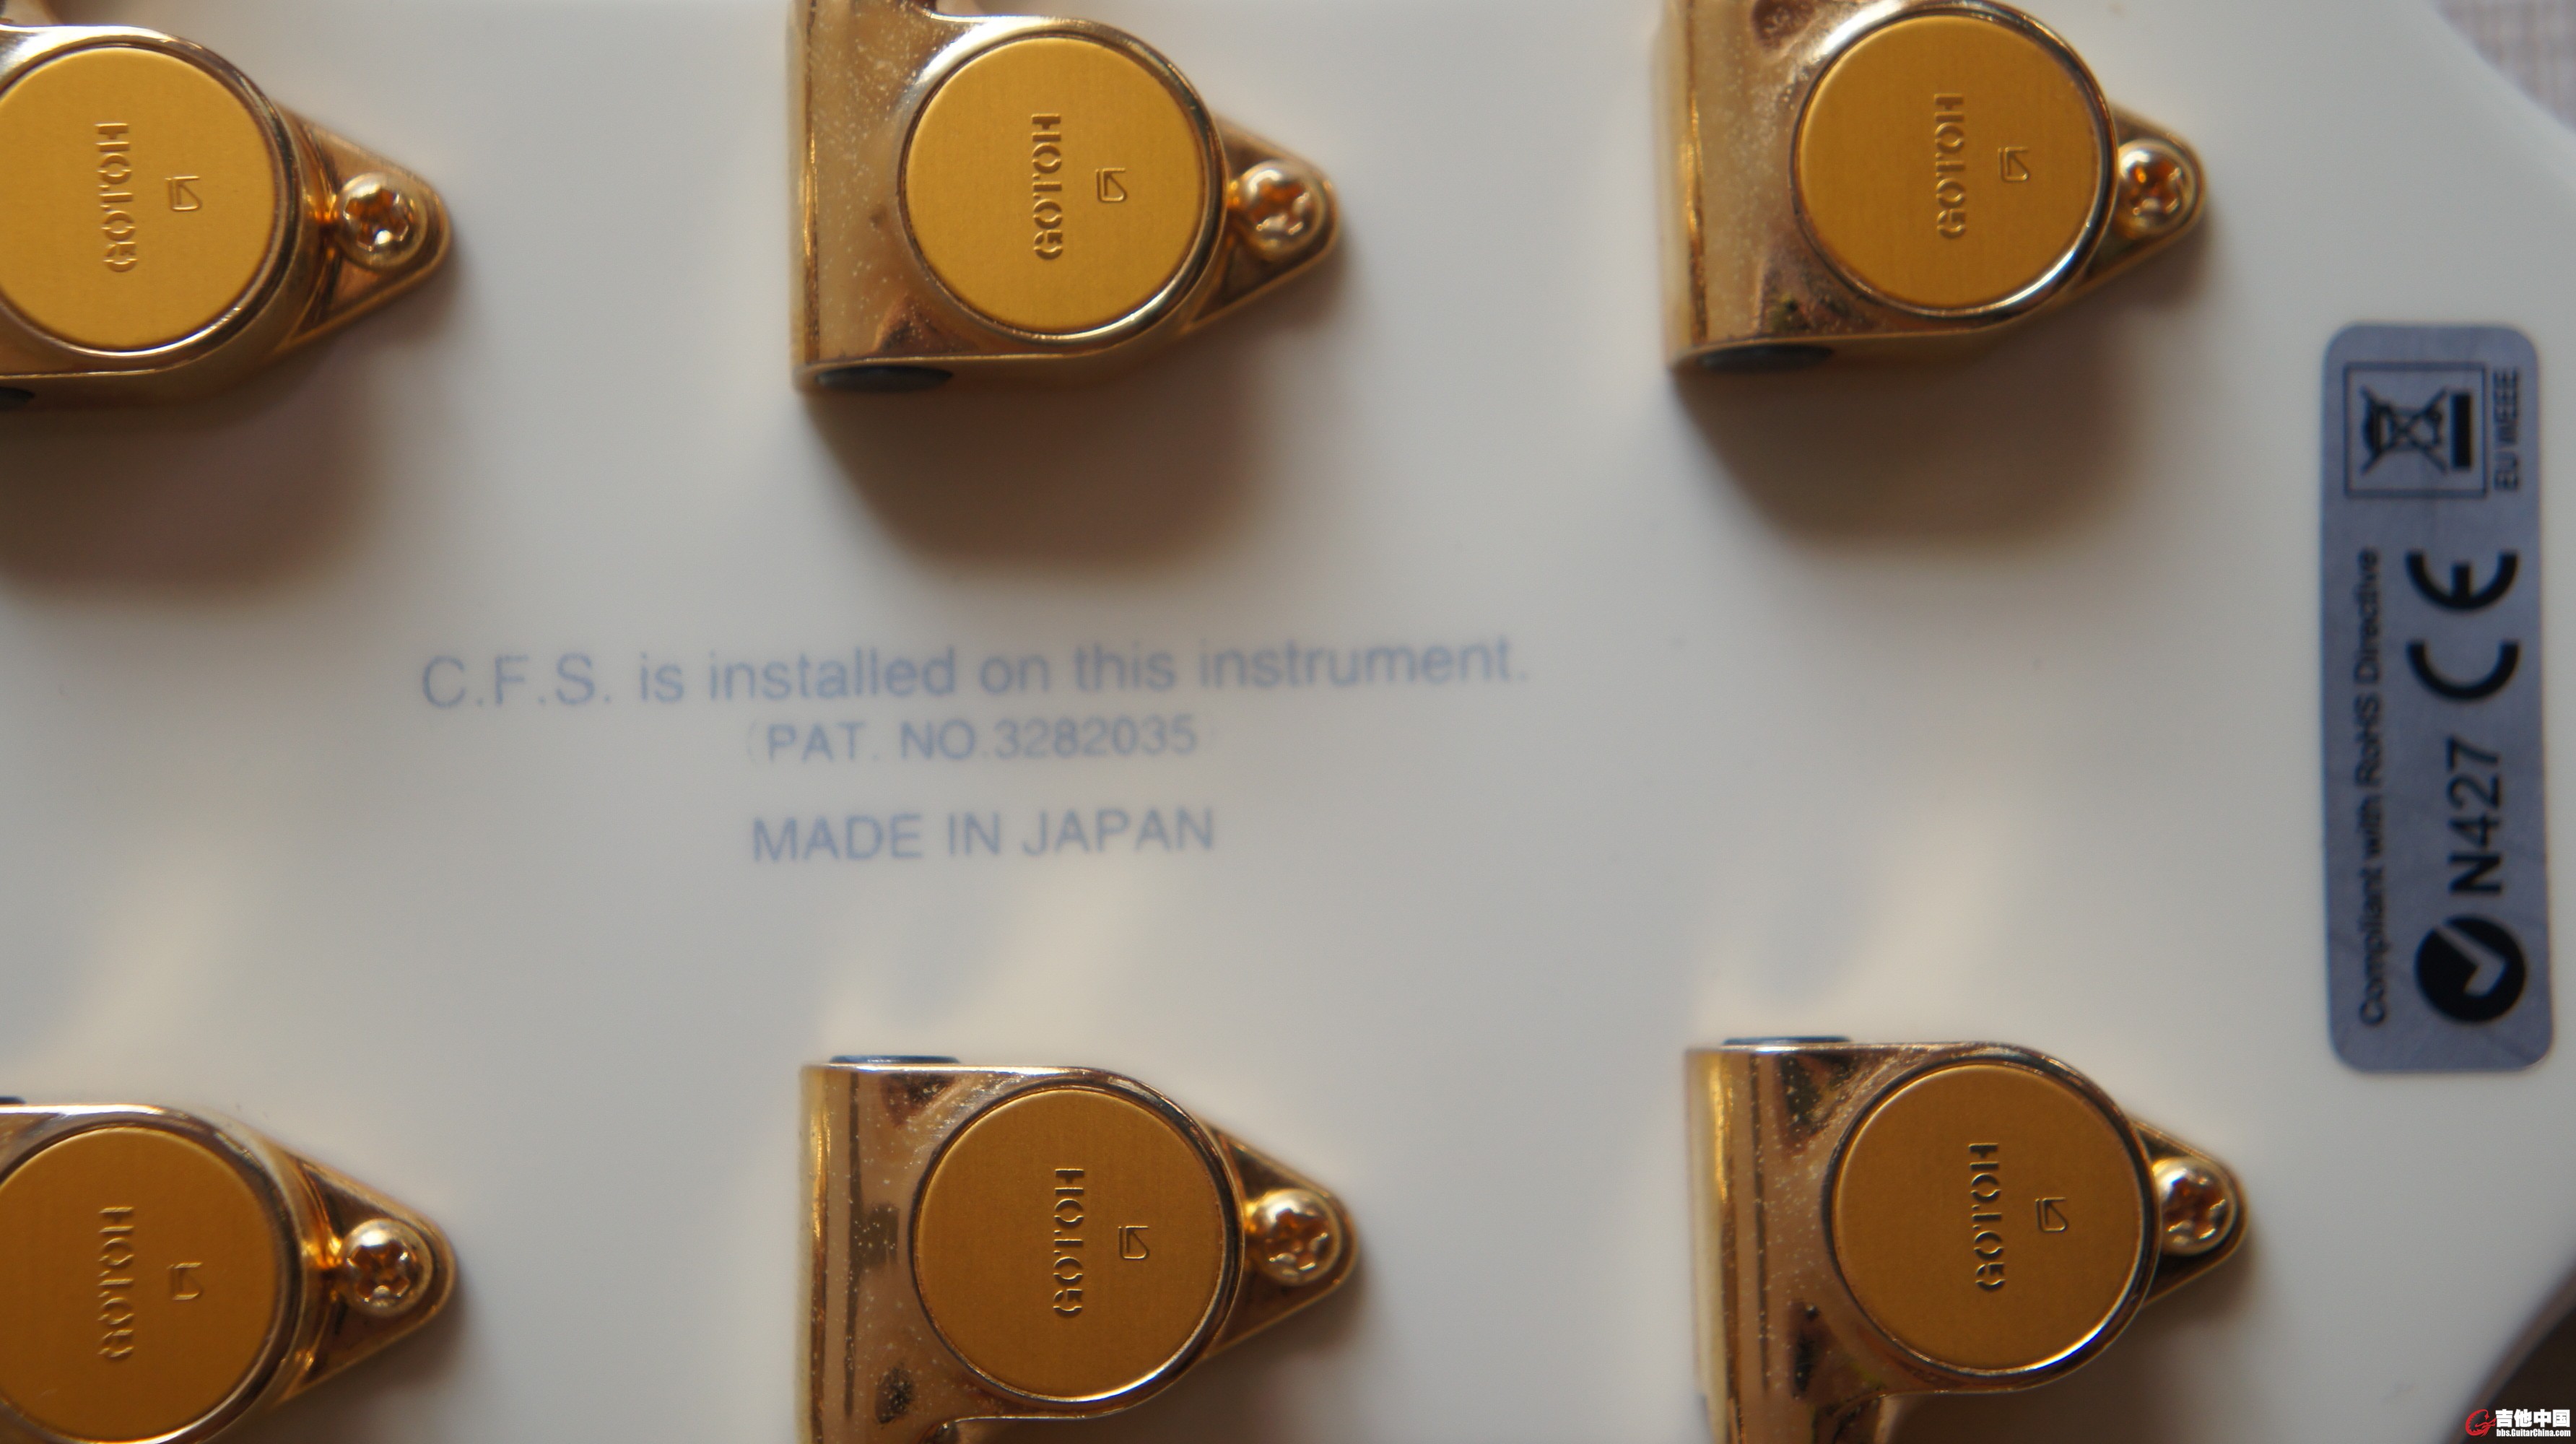 GOTOH
GOTOH
GOTOH
C.F.S. is installed on this instrument.
(PAT. NO.3282035)
MADE IN JAPAN
Compliant with RoHS Directive
N427 CE
EU WEEE
GOTOH
GOTOH
GOTOH
吉他中国
bbs.GuitarChina.com